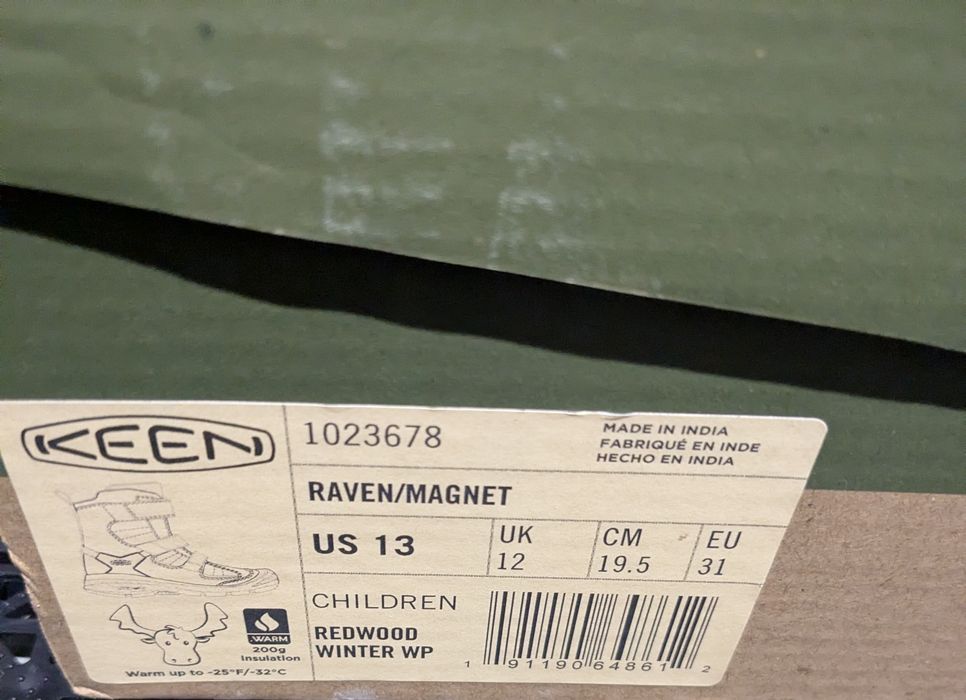 KEEN
1023678
MADE IN INDIA
FABRIQUÉ EN INDE
HECHO EN INDIA
RAVEN/MAGNET
US 13
UK
12
CM
19.5
EU
31
CHILDREN
REDWOOD
WINTER WP
WARM
200g
Insulation
Warm up to -25°F/-32°C
1 91190 64861 2